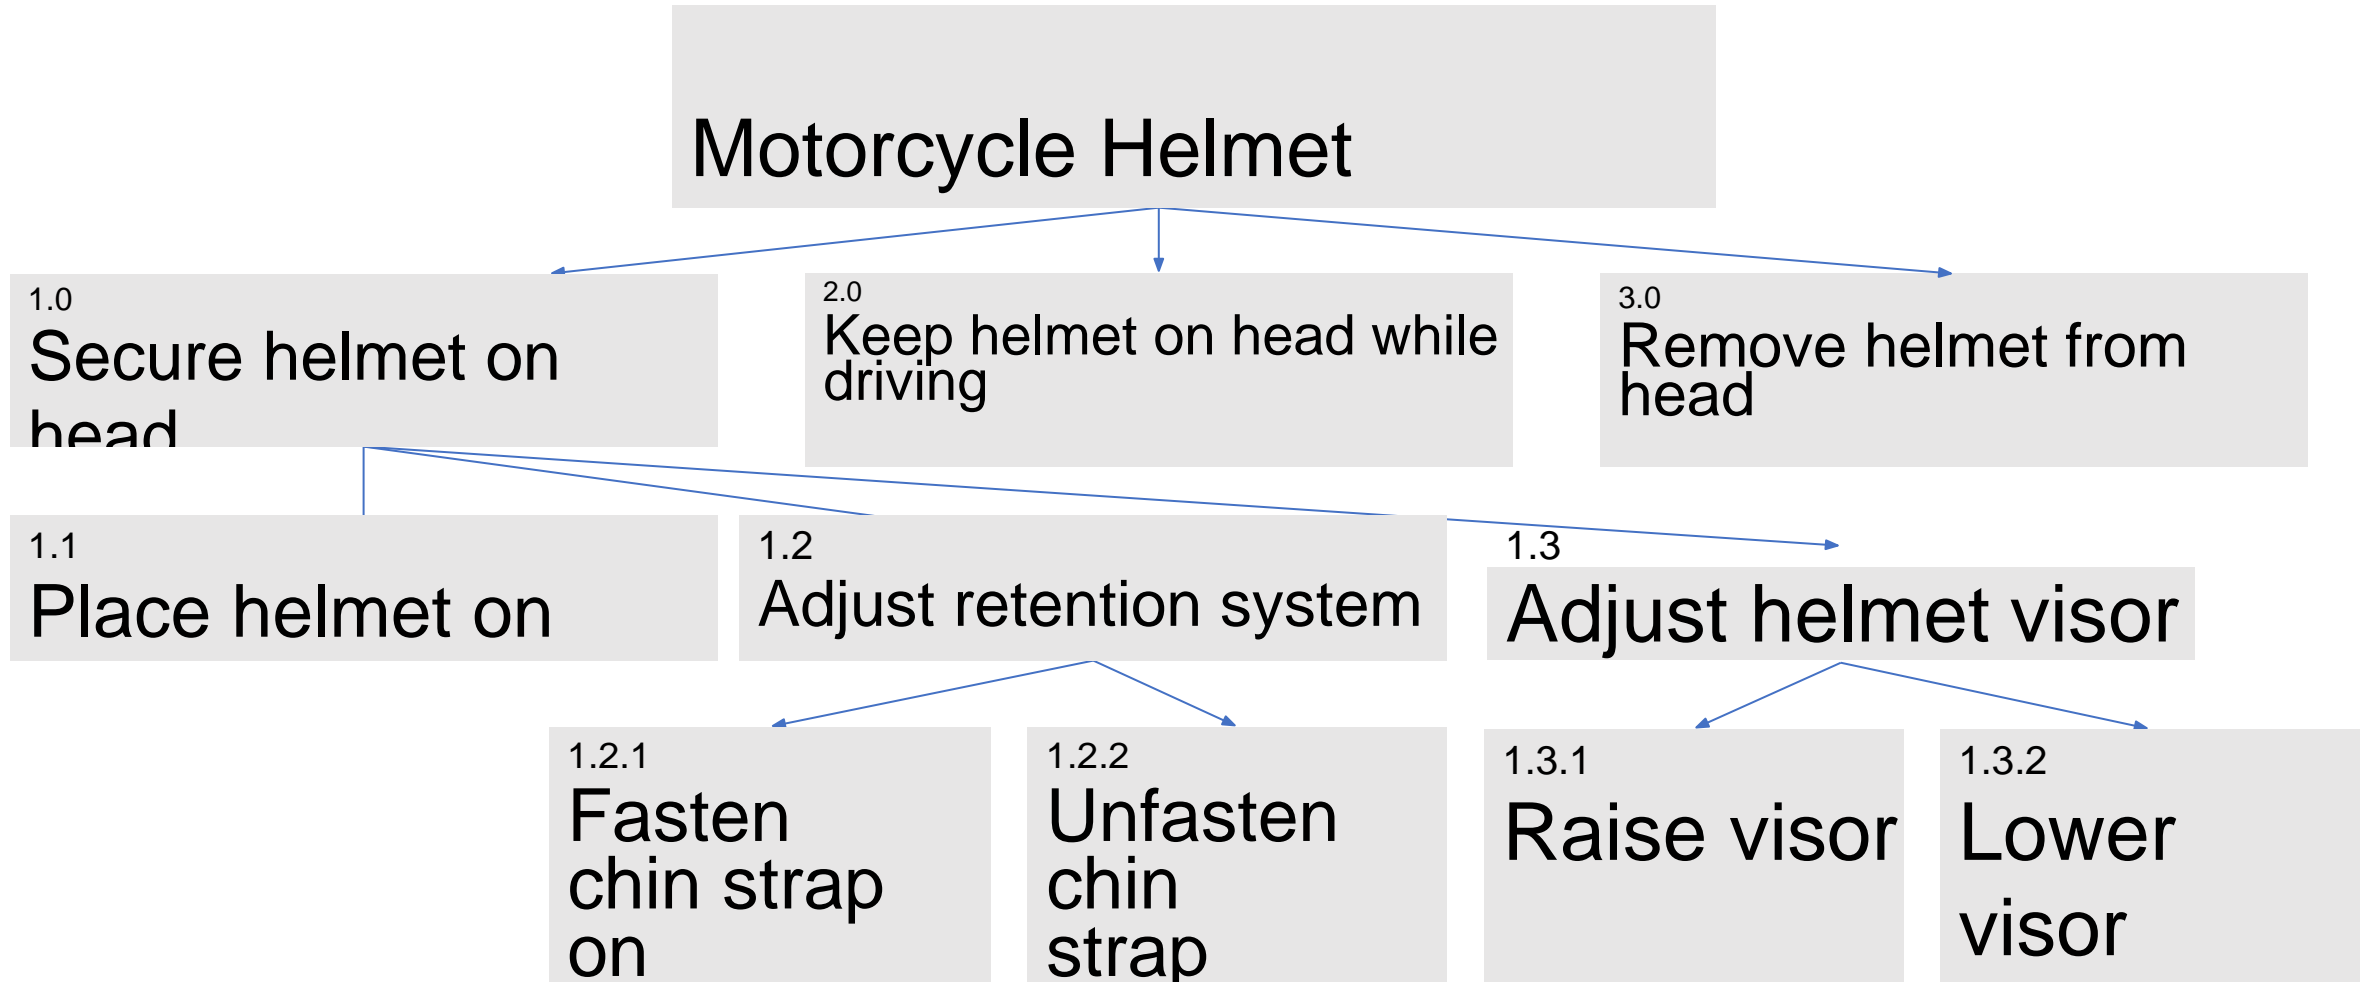 Motorcycle Helmet
1.0
Secure helmet on
head
2.0
Keep helmet on head while
driving
3.0
Remove helmet from
head
1.1
Place helmet on
1.2
Adjust retention system
1.3
Adjust helmet visor
1.2.1
Fasten
chin strap
on
1.2.2
Unfasten
chin
strap
1.3.1
Raise visor
1.3.2
Lower
visor